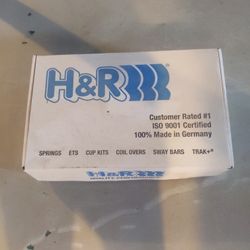 H&R®
Customer Rated #1
ISO 9001 Certified
100% Made in Germany
SPRINGS ETS CUP KITS COIL OVERS SWAY BARS TRAK+®
H&R